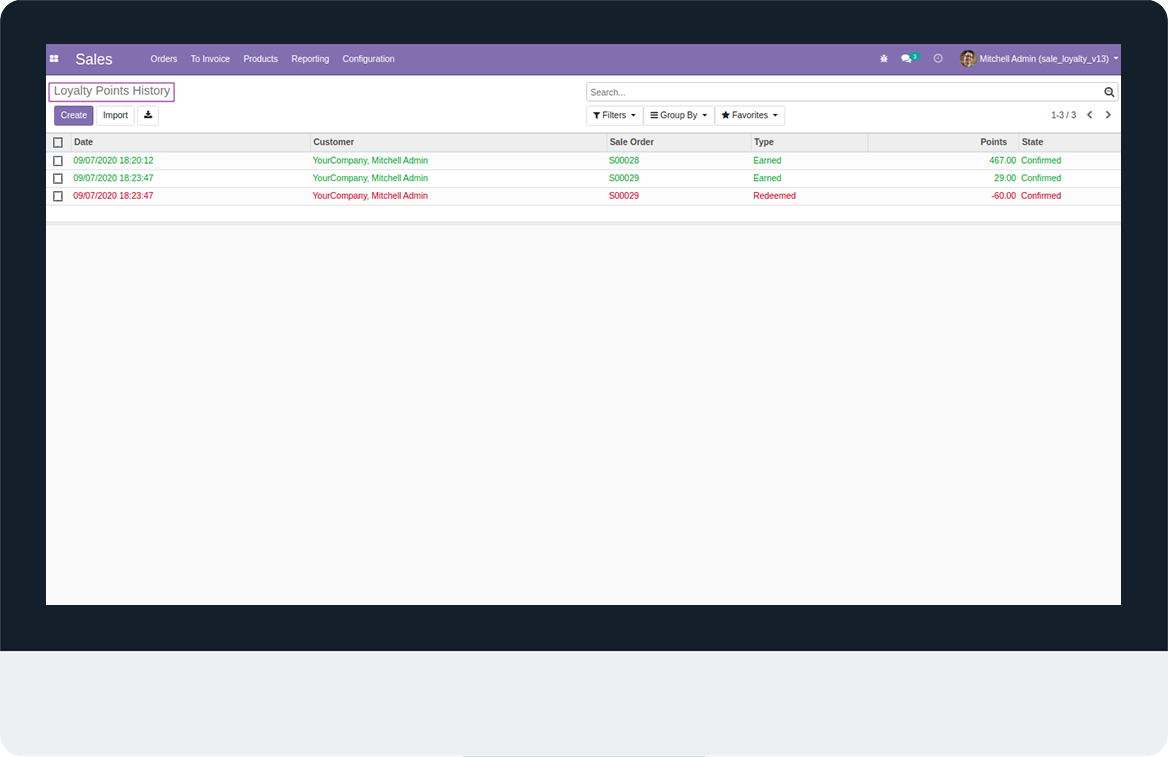 Sales Orders To Invoice Products Reporting Configuration 3 Mitchell Admin (sale_loyalty_v13)
Loyalty Points History Search...
Create Import Filters Group By Favorites 1-3 / 3
Date Customer Sale Order Type Points State
09/07/2020 18:20:12 YourCompany, Mitchell Admin S00028 Earned 467.00 Confirmed
09/07/2020 18:23:47 YourCompany, Mitchell Admin S00029 Earned 29.00 Confirmed
09/07/2020 18:23:47 YourCompany, Mitchell Admin S00029 Redeemed -60.00 Confirmed